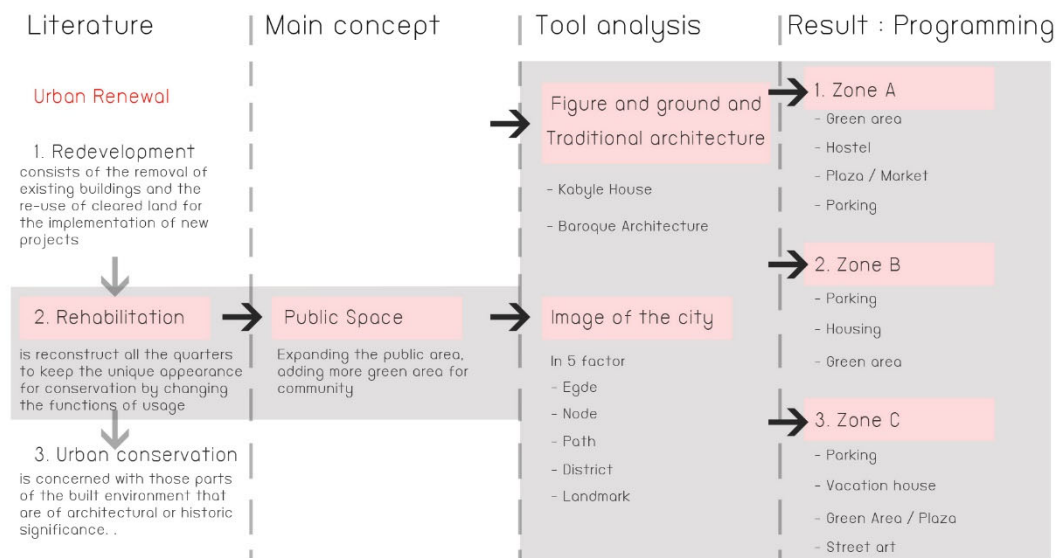 Literature
Urban Renewal
1. Redevelopment
consists of the removal of
existing buildings and the
re-use of cleared land for
the implementation of new
projects
2. Rehabilitation
is reconstruct all the quarters
to keep the unique appearance
for conservation by changing
the functions of usage
3. Urban conservation
is concerned with those parts
of the built environment that
are of architectural or historic
significance. .
Main concept
Public Space
Expanding the public area,
adding more green area for
community
Tool analysis
Figure and ground and
Traditional architecture
- Kabyle House
- Baroque Architecture
Image of the city
In 5 factor
- Egde
- Node
- Path
- District
- Landmark
Result : Programming
1. Zone A
- Green area
- Hostel
- Plaza / Market
- Parking
2. Zone B
- Parking
- Housing
- Green area
3. Zone C
- Parking
- Vacation house
- Green Area / Plaza
- Street art